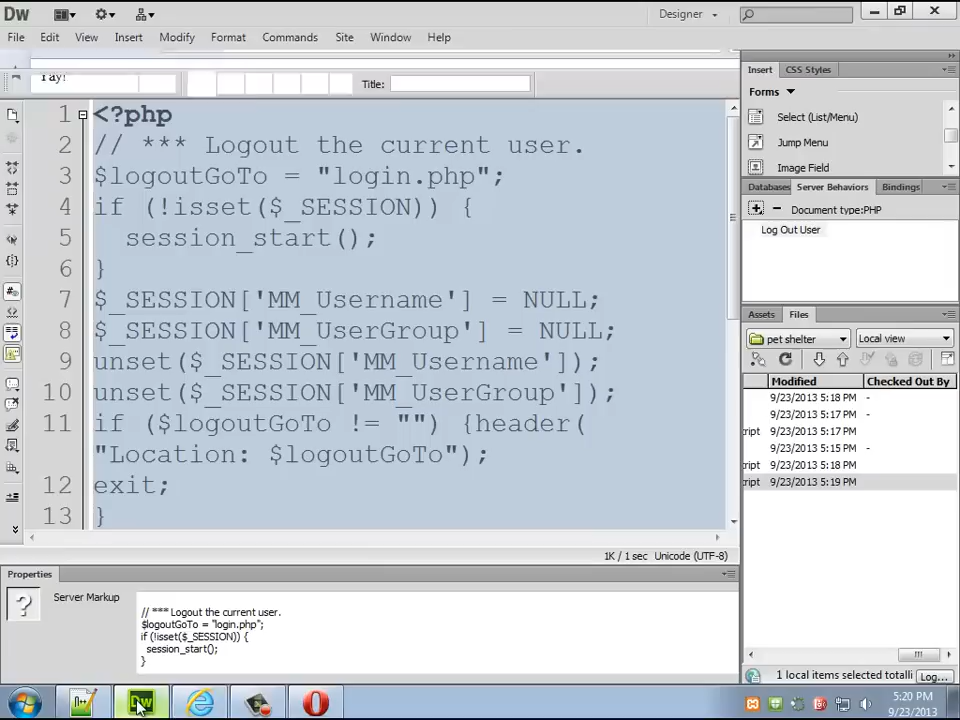 Dw
Designer
File Edit View Insert Modify Format Commands Site Window Help
Yay!
Title:
1 <?php
2 // *** Logout the current user.
3 $logoutGoTo = "login.php";
4 if (!isset($_SESSION)) {
5 session_start();
6 }
7 $_SESSION['MM_Username'] = NULL;
8 $_SESSION['MM_UserGroup'] = NULL;
9 unset($_SESSION['MM_Username']);
10 unset($_SESSION['MM_UserGroup']);
11 if ($logoutGoTo != "") {header(
"Location: $logoutGoTo");
12 exit;
13 }
1K / 1 sec Unicode (UTF-8)
Insert CSS Styles
Forms
Select (List/Menu)
Jump Menu
Image Field
Databases Server Behaviors Bindings
Document type:PHP
Log Out User
Assets Files
pet shelter Local view
Modified Checked Out By
9/23/2013 5:18 PM -
9/23/2013 5:17 PM -
ript 9/23/2013 5:17 PM
9/23/2013 5:15 PM -
ript 9/23/2013 5:18 PM
ript 9/23/2013 5:19 PM
1 local items selected totalli Log...
Properties
? Server Markup
// *** Logout the current user.
$logoutGoTo = "login.php";
if (!isset($_SESSION)) {
session_start();
}
Dw
5:20 PM
9/23/2013